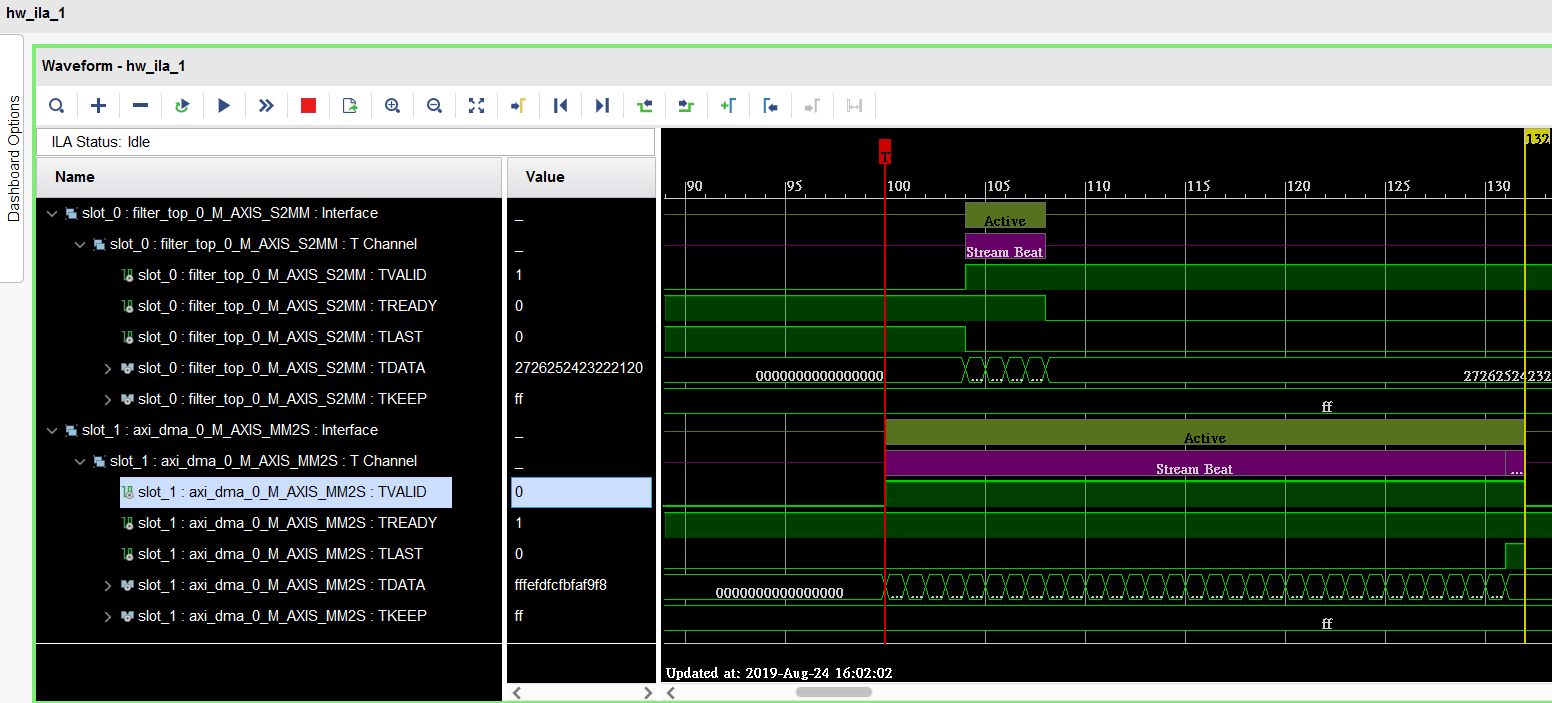 hw_ila_1
Dashboard Options
Waveform - hw_ila_1
ILA Status: Idle
Name Value
T
132
90 95 100 105 110 115 120 125 130
slot_0 : filter_top_0_M_AXIS_S2MM : Interface _ Active
slot_0 : filter_top_0_M_AXIS_S2MM : T Channel _ Stream Beat
slot_0 : filter_top_0_M_AXIS_S2MM : TVALID 1
slot_0 : filter_top_0_M_AXIS_S2MM : TREADY 0
slot_0 : filter_top_0_M_AXIS_S2MM : TLAST 0
slot_0 : filter_top_0_M_AXIS_S2MM : TDATA 2726252423222120 0000000000000000 ... ... ... ... 27262524232
slot_0 : filter_top_0_M_AXIS_S2MM : TKEEP ff ff
slot_1 : axi_dma_0_M_AXIS_MM2S : Interface _ Active
slot_1 : axi_dma_0_M_AXIS_MM2S : T Channel _ Stream Beat ...
slot_1 : axi_dma_0_M_AXIS_MM2S : TVALID 0
slot_1 : axi_dma_0_M_AXIS_MM2S : TREADY 1
slot_1 : axi_dma_0_M_AXIS_MM2S : TLAST 0
slot_1 : axi_dma_0_M_AXIS_MM2S : TDATA fffefdfcfbfaf9f8 0000000000000000
slot_1 : axi_dma_0_M_AXIS_MM2S : TKEEP ff ff
Updated at: 2019-Aug-24 16:02:02